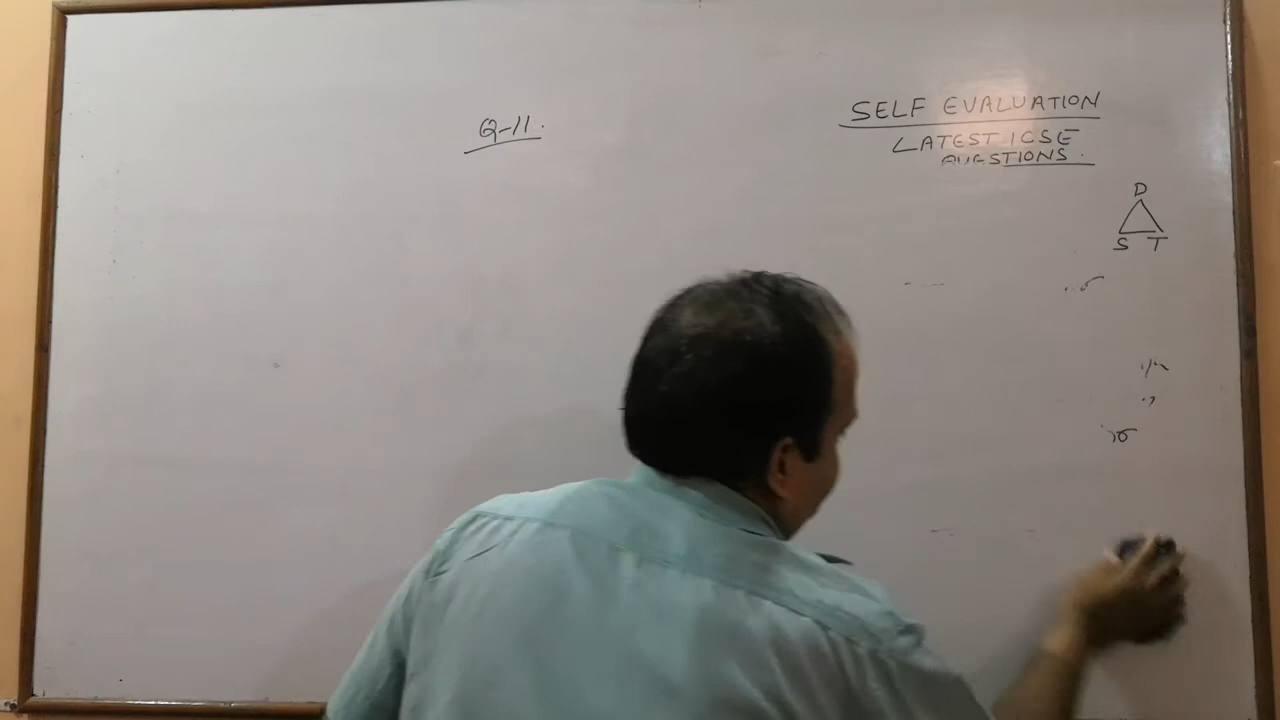 SELF EVALUATION
Q-11.
LATEST ICSE
QUESTIONS.
D
S T